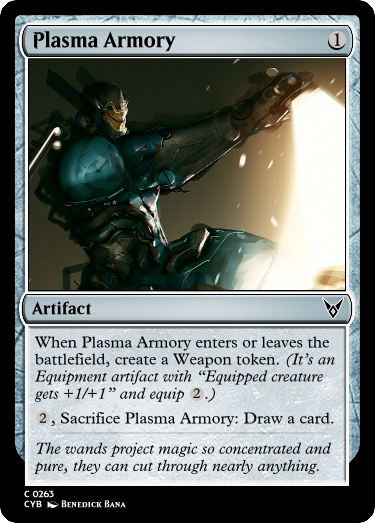 Plasma Armory 1
Artifact
When Plasma Armory enters or leaves the
battlefield, create a Weapon token. (It's an
Equipment artifact with “Equipped creature
gets +1/+1” and equip 2.)
2, Sacrifice Plasma Armory: Draw a card.
The wands project magic so concentrated and
pure, they can cut through nearly anything.
C 0263
CYB Benedick Bana